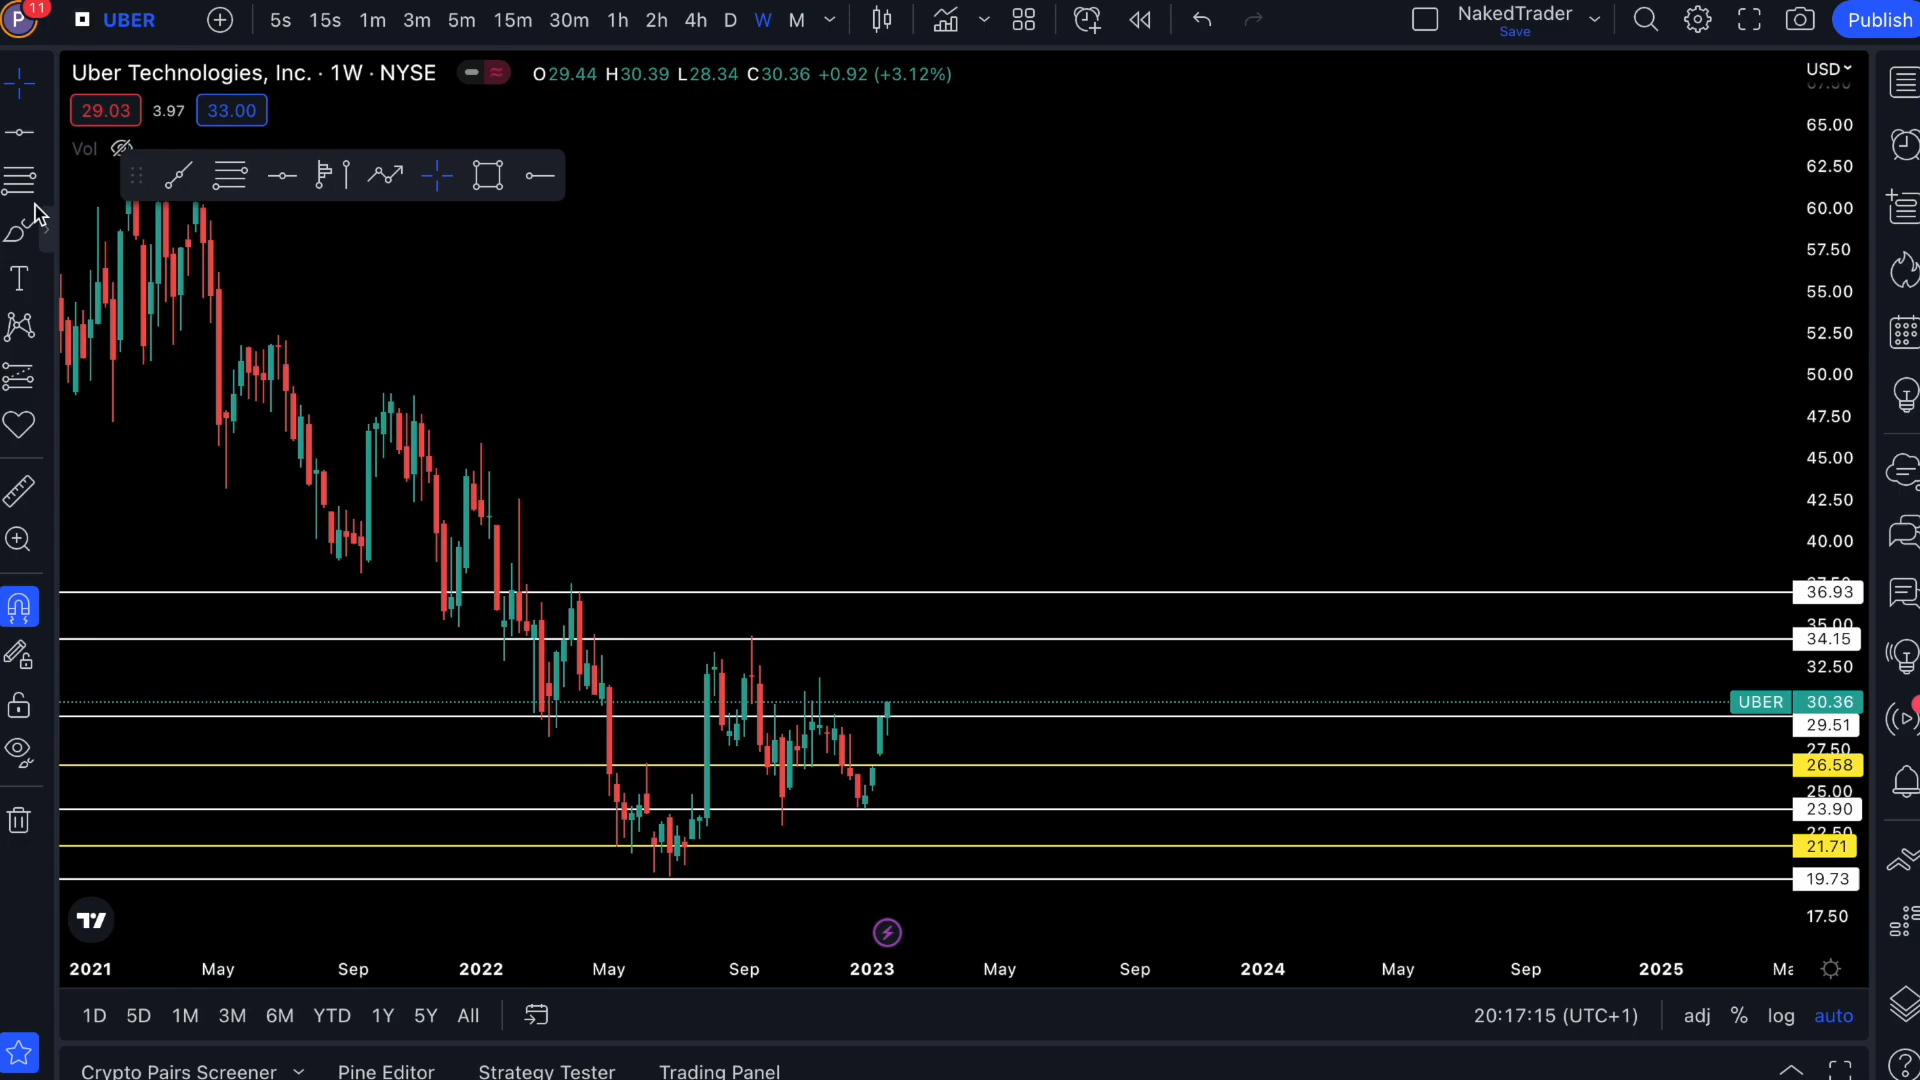 P 11 UBER 5s 15s 1m 3m 5m 15m 30m 1h 2h 4h D W M NakedTrader Publish
Save
Uber Technologies, Inc. · 1W · NYSE O29.44 H30.39 L28.34 C30.36 +0.92 (+3.12%) USD
29.03 3.97 33.00
Vol
65.00
62.50
60.00
57.50
55.00
52.50
50.00
47.50
45.00
42.50
40.00
37.50
36.93
35.00
34.15
32.50
UBER 30.36
29.51
27.50
26.58
25.00
23.90
22.50
21.71
19.73
17.50
2021 May Sep 2022 May Sep 2023 May Sep 2024 May Sep 2025
1D 5D 1M 3M 6M YTD 1Y 5Y All 20:17:15 (UTC+1) adj % log auto
Crypto Pairs Screener Pine Editor Strategy Tester Trading Panel